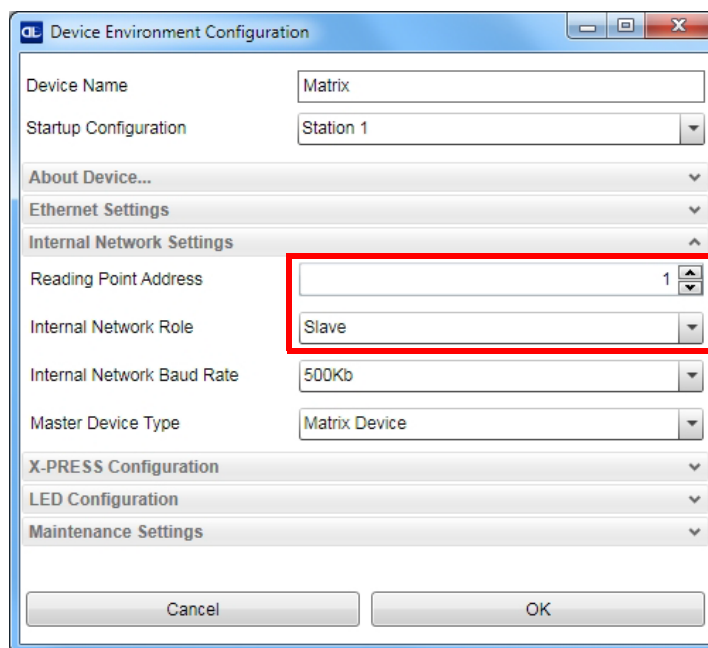 Device Environment Configuration
Device Name Matrix
Startup Configuration Station 1
About Device...
Ethernet Settings
Internal Network Settings
Reading Point Address 1
Internal Network Role Slave
Internal Network Baud Rate 500Kb
Master Device Type Matrix Device
X-PRESS Configuration
LED Configuration
Maintenance Settings
Cancel OK